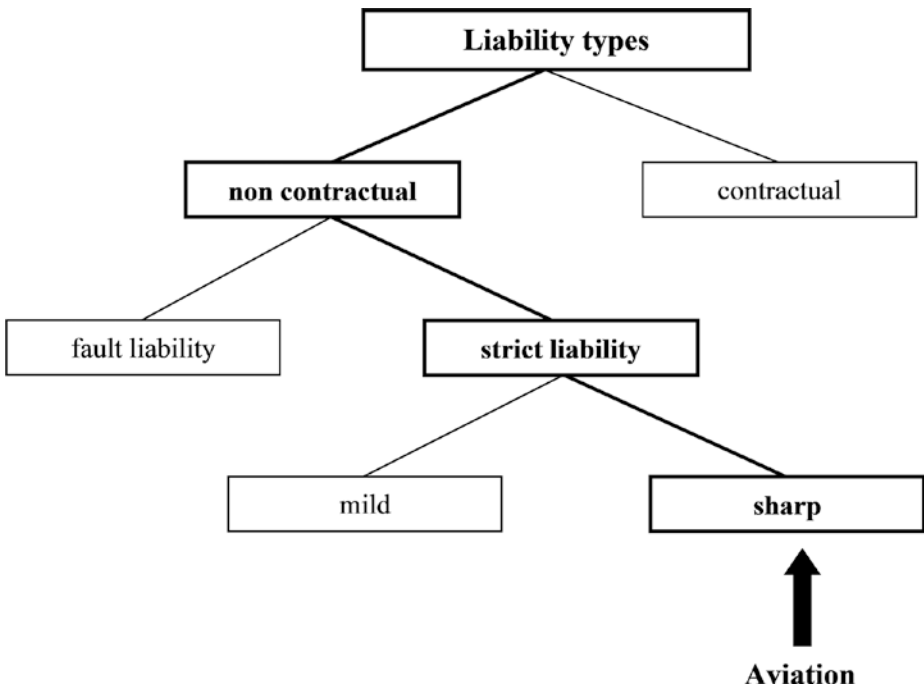 Liability types
non contractual
contractual
fault liability
strict liability
mild
sharp
Aviation